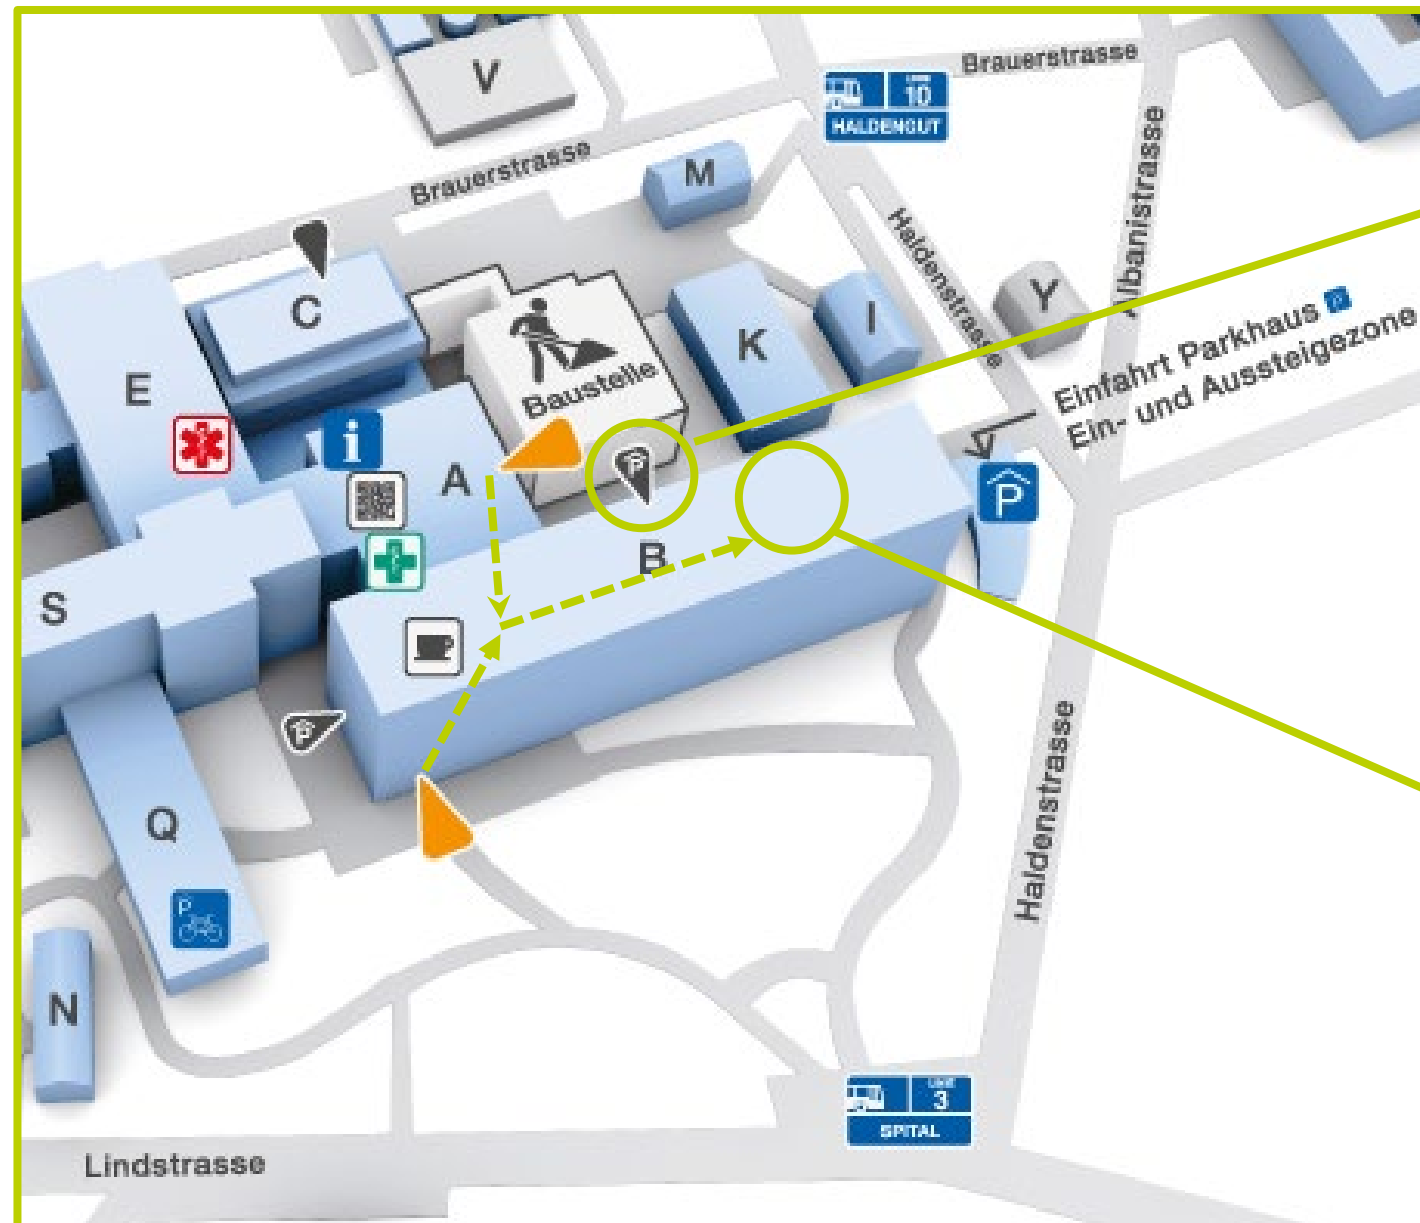 V
Brauerstrasse
10
HALDENGUT
Brauerstrasse
M
Albanistrasse
Haldenstrasse
C
K
I
Y
Einfahrt Parkhaus P
Ein- und Aussteigezone
E
Baustelle
i
A
P
P
B
S
P
Q
P
Haldenstrasse
N
3
SPITAL
Lindstrasse